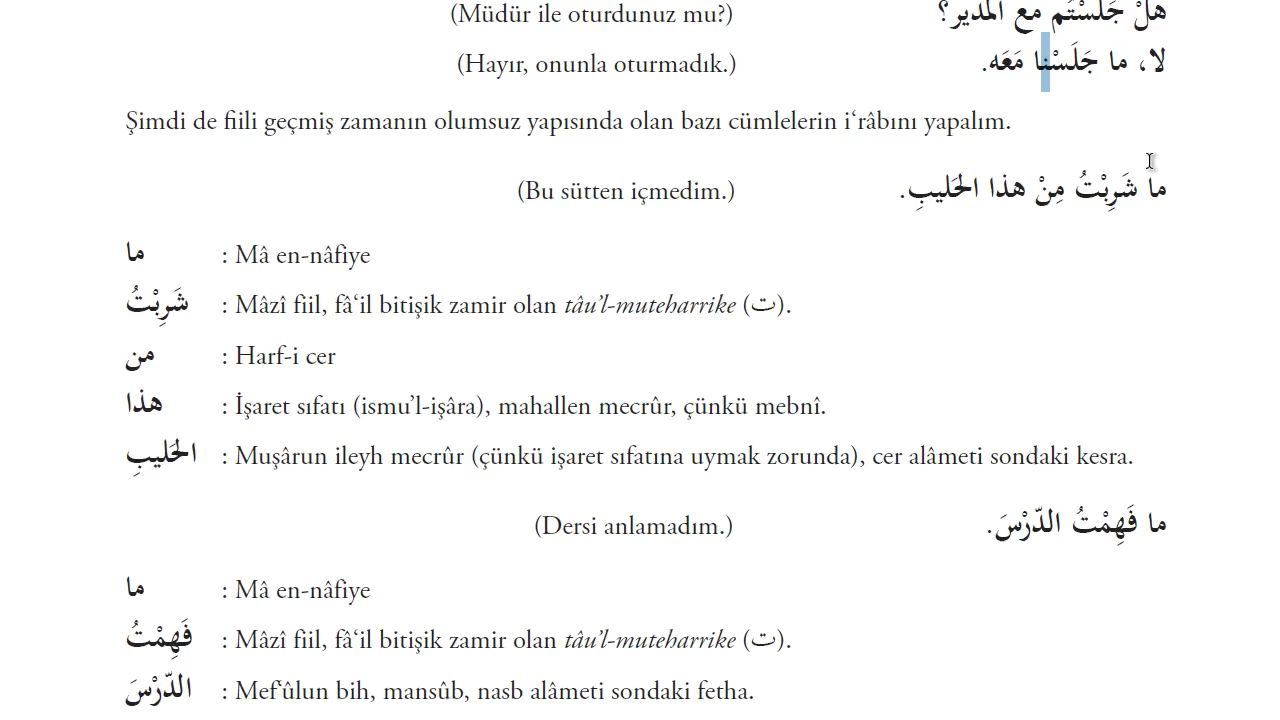 (Müdür ile oturdunuz mu?) هلْ جَلَسْتُم مع المدير؟
(Hayır, onunla oturmadık.) لا، ما جَلَسْنا مَعَه.
Şimdi de fiili geçmiş zamanın olumsuz yapısında olan bazı cümlelerin i‘râbını yapalım.
(Bu sütten içmedim.) ما شَرِبْتُ مِنْ هذا الحَليبِ.
ما : Mâ en-nâfiye
شَرِبْتُ : Mâzî fiil, fâ‘il bitişik zamir olan tâu’l-muteharrike (ت).
من : Harf-i cer
هذا : İşaret sıfatı (ismu’l-işâra), mahallen mecrûr, çünkü mebnî.
الحَليبِ : Muşârun ileyh mecrûr (çünkü işaret sıfatına uymak zorunda), cer alâmeti sondaki kesra.
(Dersi anlamadım.) ما فَهِمْتُ الدّرْسَ.
ما : Mâ en-nâfiye
فَهِمْتُ : Mâzî fiil, fâ‘il bitişik zamir olan tâu’l-muteharrike (ت).
الدّرْسَ : Mef‘ûlun bih, mansûb, nasb alâmeti sondaki fetha.